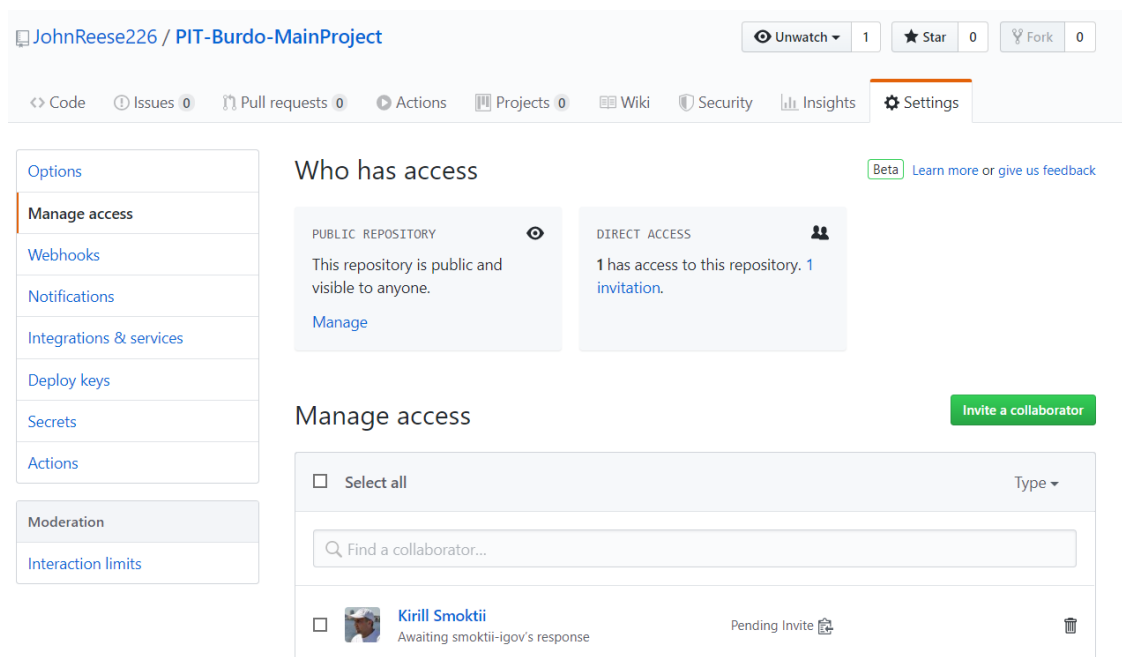 JohnReese226 / PIT-Burdo-MainProject
Unwatch 1 Star 0 Fork 0
Code Issues 0 Pull requests 0 Actions Projects 0 Wiki Security Insights Settings
Options
Manage access
Webhooks
Notifications
Integrations & services
Deploy keys
Secrets
Actions
Moderation
Interaction limits
Who has access
Beta Learn more or give us feedback
PUBLIC REPOSITORY
This repository is public and
visible to anyone.
Manage
DIRECT ACCESS
1 has access to this repository. 1
invitation.
Manage access
Invite a collaborator
Select all
Type
Find a collaborator...
Kirill Smoktii
Awaiting smoktii-igov's response
Pending Invite